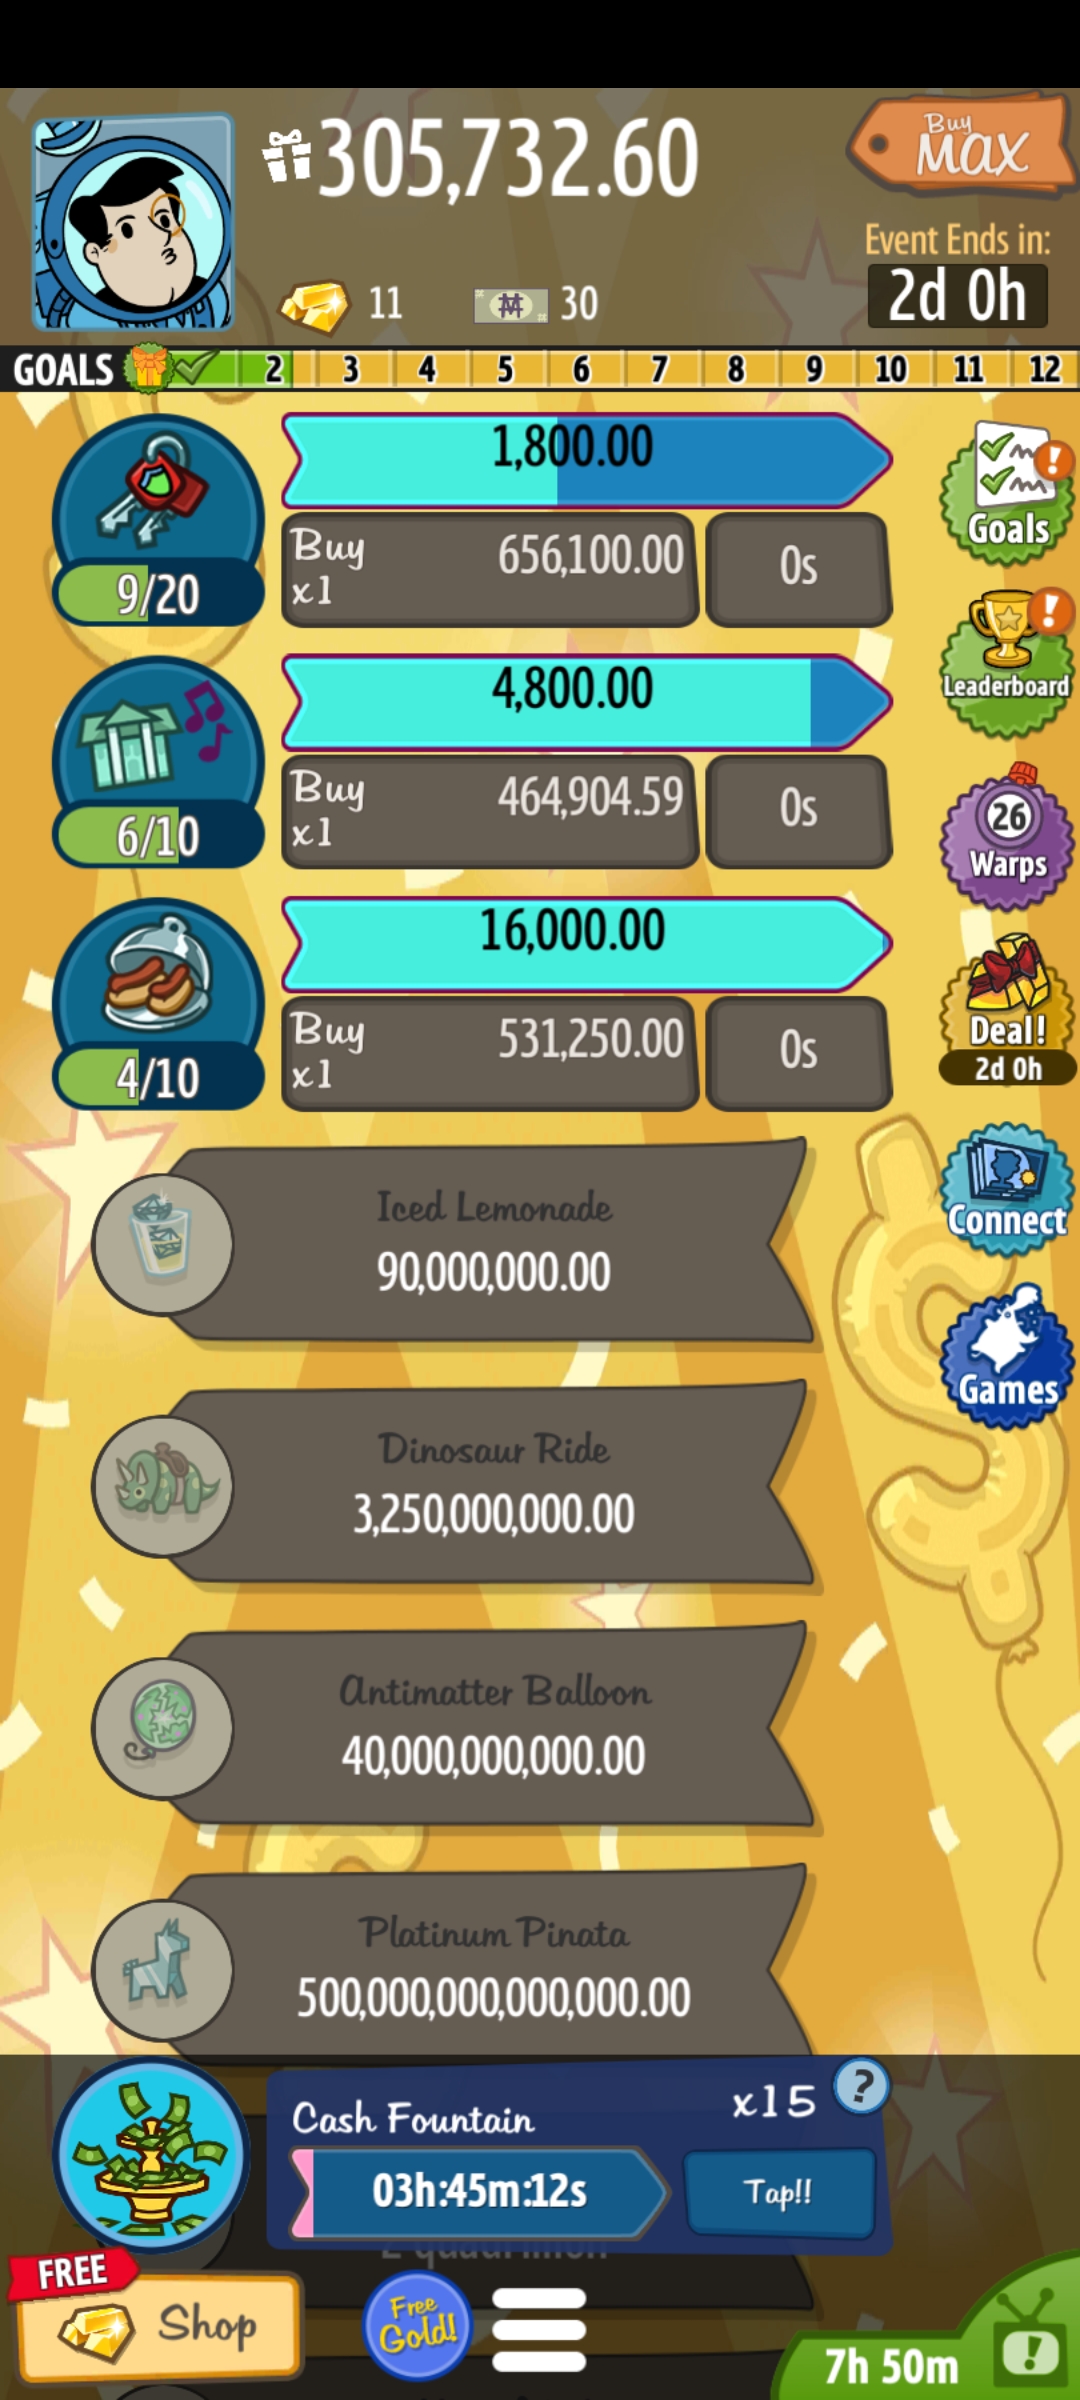 305,732.60
Buy
MAX
Event Ends in:
2d 0h
11
30
GOALS 2 3 4 5 6 7 8 9 10 11 12
1,800.00
Buy
x1
656,100.00
0s
9/20
Goals
4,800.00
Buy
x1
464,904.59
0s
6/10
Leaderboard
26
Warps
16,000.00
Buy
x1
531,250.00
0s
4/10
Deal!
2d 0h
Iced Lemonade
90,000,000.00
Connect
Dinosaur Ride
3,250,000,000.00
Games
Antimatter Balloon
40,000,000,000.00
Platinum Pinata
500,000,000,000,000.00
Cash Fountain
x15
?
03h:45m:12s
Tap!!
FREE
Shop
Free
Gold!
7h 50m